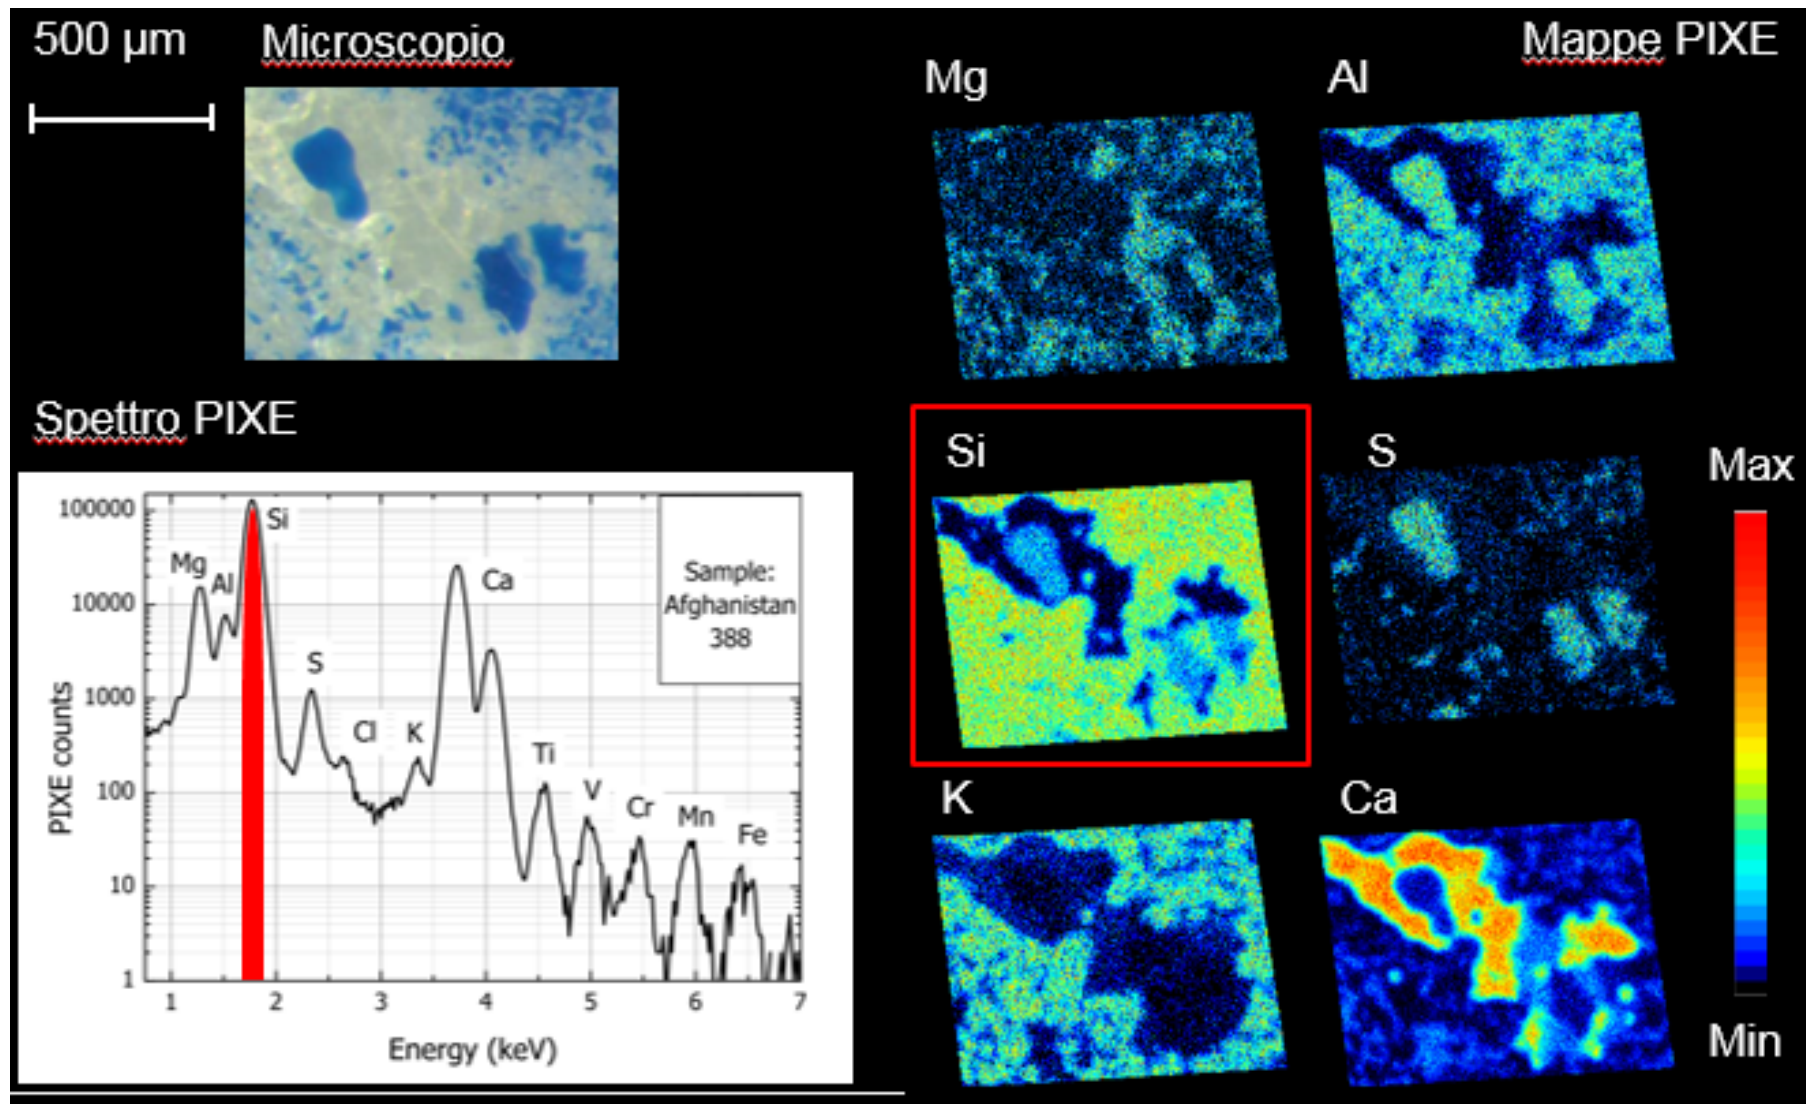 500 µm
Microscopio
Mappe PIXE
Mg
Al
Spettro PIXE
Si
S
Max
Min
K
Ca
100000
10000
1000
100
10
1
PIXE counts
Mg
Al
Si
S
Cl
K
Ca
Ti
V
Cr
Mn
Fe
Sample:
Afghanistan
388
1 2 3 4 5 6 7
Energy (keV)